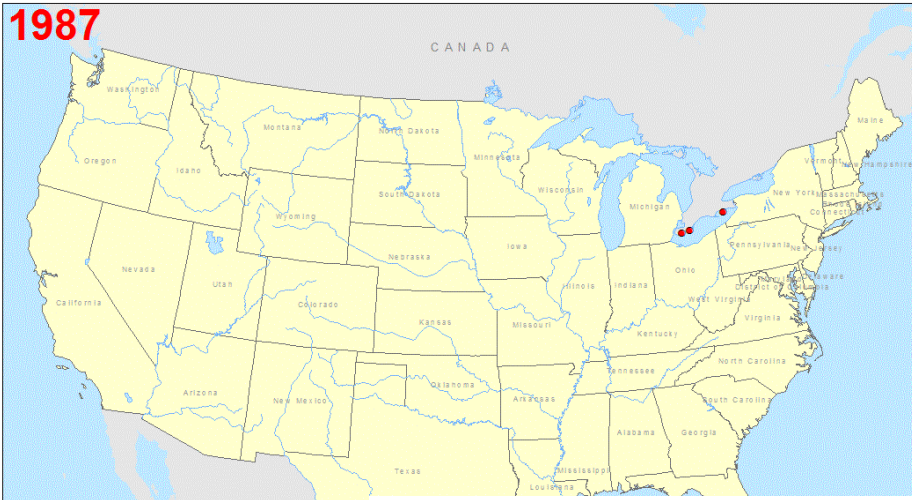 1987
CANADA
Washington
Montana
North Dakota
Minnesota
Maine
Oregon
Idaho
Vermont
New Hampshire
South Dakota
Wisconsin
Michigan
New York
Massachusetts
Wyoming
Connecticut
Iowa
Nebraska
Pennsylvania
New Jersey
Nevada
Utah
Illinois
Indiana
Ohio
Delaware
District of Columbia
California
Colorado
West Virginia
Kansas
Missouri
Kentucky
Virginia
North Carolina
Tennessee
Arizona
Oklahoma
New Mexico
Arkansas
South Carolina
Alabama
Georgia
Texas
Mississippi
Louisiana